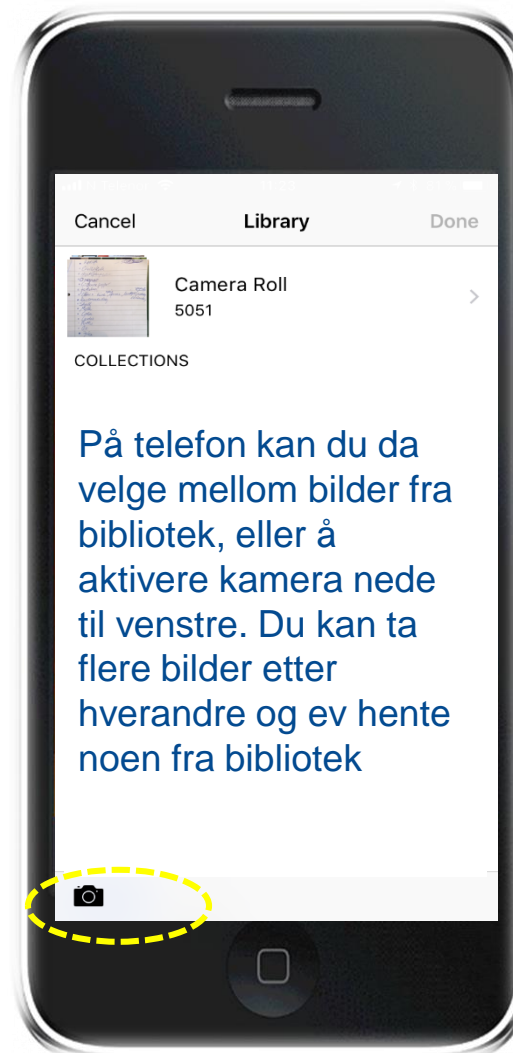 Cancel Library Done
Camera Roll
5051
COLLECTIONS
På telefon kan du da
velge mellom bilder fra
bibliotek, eller å
aktivere kamera nede
til venstre. Du kan ta
flere bilder etter
hverandre og ev hente
noen fra bibliotek